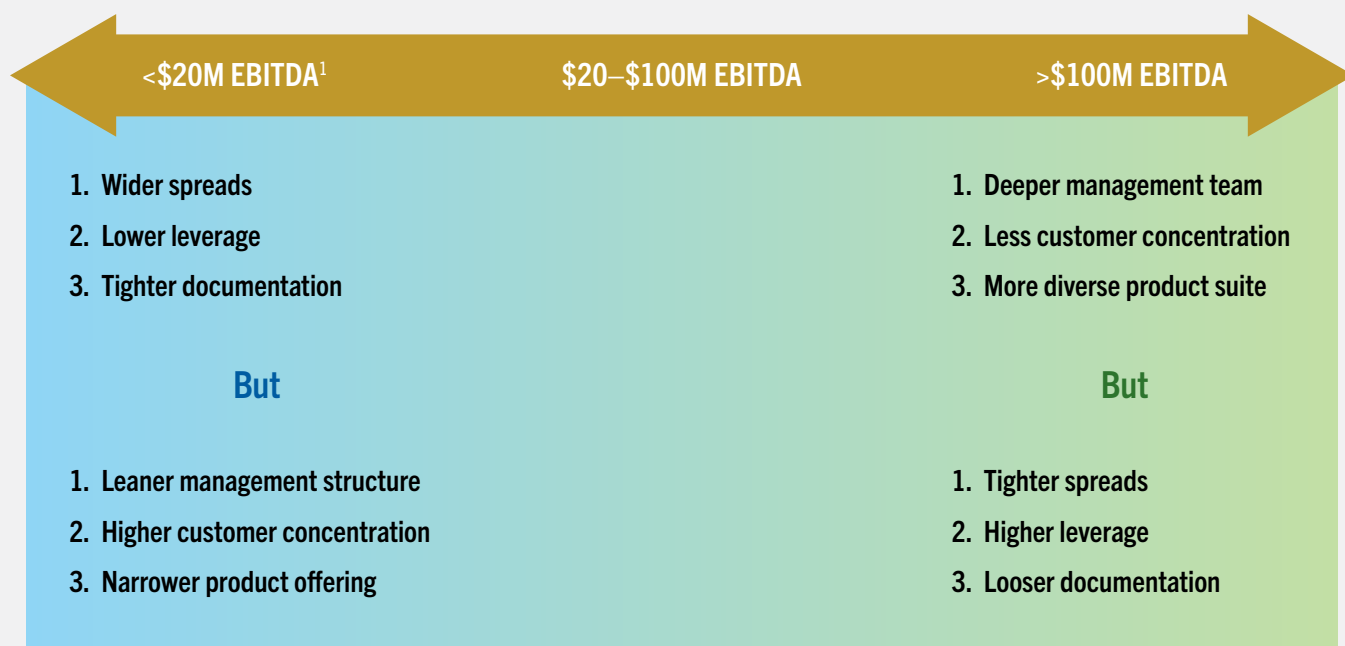 <$20M EBITDA1
$20–$100M EBITDA
>$100M EBITDA
1. Wider spreads
2. Lower leverage
3. Tighter documentation
But
1. Leaner management structure
2. Higher customer concentration
3. Narrower product offering
1. Deeper management team
2. Less customer concentration
3. More diverse product suite
But
1. Tighter spreads
2. Higher leverage
3. Looser documentation